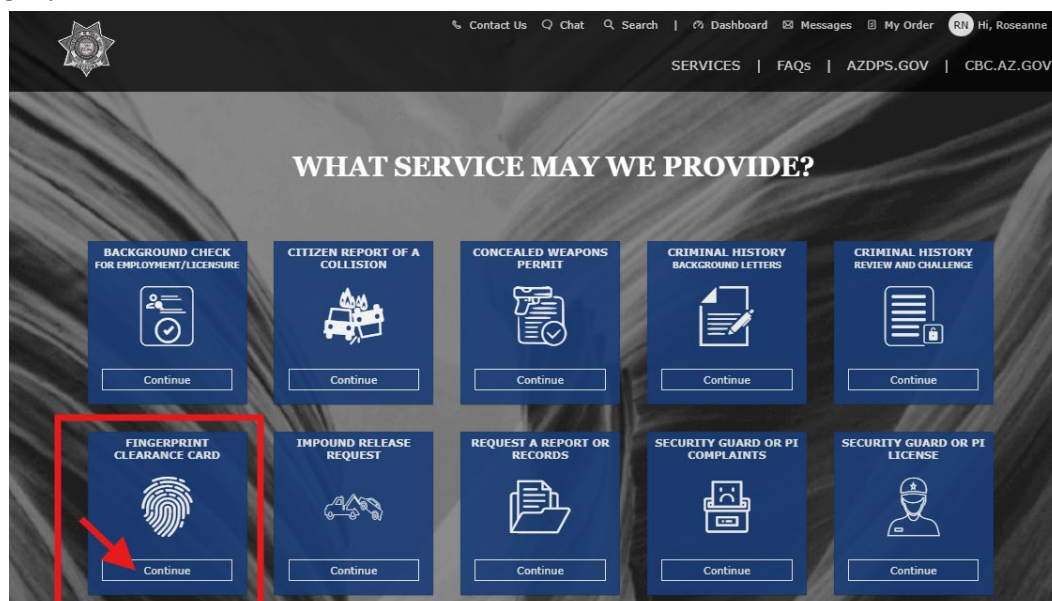 Contact Us Chat Search | Dashboard Messages My Order RN Hi, Roseanne
SERVICES | FAQs | AZDPS.GOV | CBC.AZ.GOV
WHAT SERVICE MAY WE PROVIDE?
BACKGROUND CHECK
FOR EMPLOYMENT/LICENSURE
Continue
CITIZEN REPORT OF A
COLLISION
Continue
CONCEALED WEAPONS
PERMIT
Continue
CRIMINAL HISTORY
BACKGROUND LETTERS
Continue
CRIMINAL HISTORY
REVIEW AND CHALLENGE
Continue
FINGERPRINT
CLEARANCE CARD
Continue
IMPOUND RELEASE
REQUEST
Continue
REQUEST A REPORT OR
RECORDS
Continue
SECURITY GUARD OR PI
COMPLAINTS
Continue
SECURITY GUARD OR PI
LICENSE
Continue